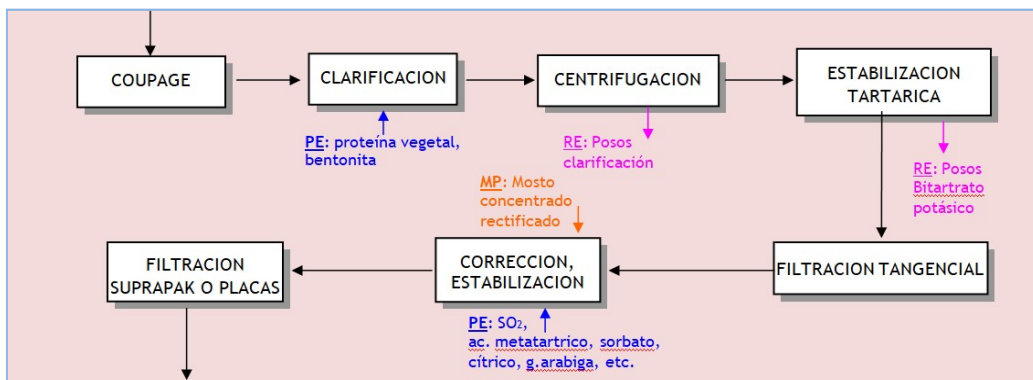 COUPAGE
CLARIFICACION
CENTRIFUGACION
ESTABILIZACION
TARTARICA
PE: proteína vegetal,
bentonita
RE: Posos
clarificación
RE: Posos
Bitartrato
potásico
MP: Mosto
concentrado
rectificado
FILTRACION
SUPRAPAK O PLACAS
CORRECCION,
ESTABILIZACION
FILTRACION TANGENCIAL
PE: SO₂,
ac. metatartrico, sorbato,
cítrico, g.arabiga, etc.